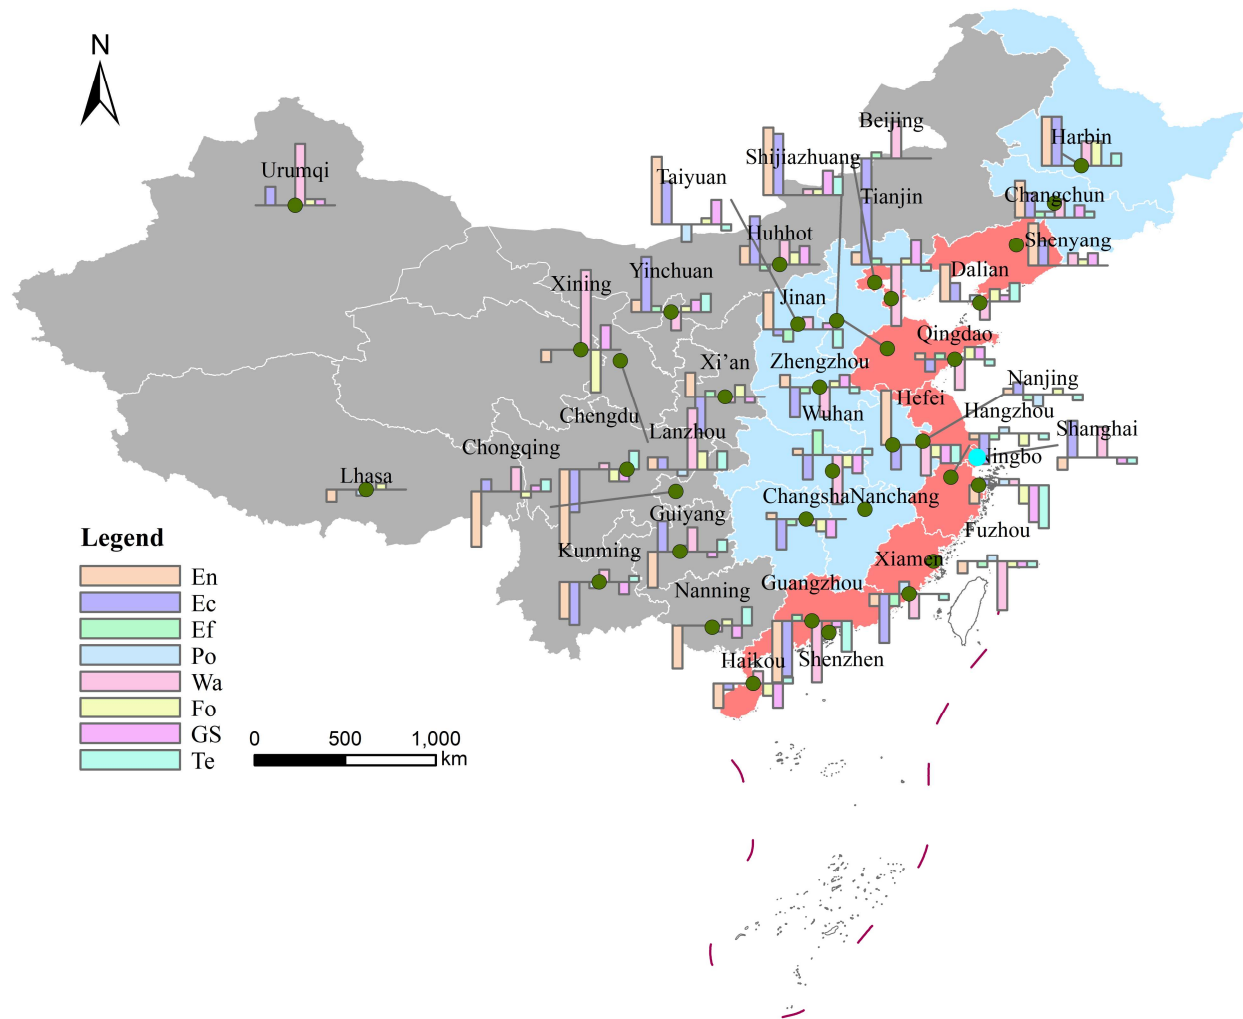 N
Beijing
Harbin
Shijiazhuang
Urumqi
Taiyuan
Tianjin
Changchun
Huhhot
Shenyang
Yinchuan
Dalian
Xining
Jinan
Qingdao
Xi'an
Zhengzhou
Nanjing
Hefei
Hangzhou
Chengdu
Wuhan
Shanghai
Lanzhou
Chongqing
Ningbo
Lhasa
Changsha
Nanchang
Guiyang
Fuzhou
Legend
Kunming
Xiamen
Guangzhou
Nanning
En
Ec
Ef
Po
Haikou
Shenzhen
Wa
Fo
GS
0 500 1,000
Te
km